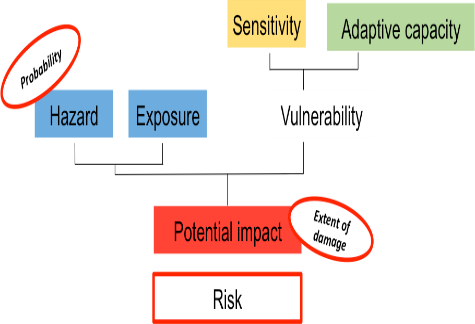 Sensitivity
Adaptive capacity
Probability
Hazard
Exposure
Vulnerability
Potential impact
Extent of
damage
Risk